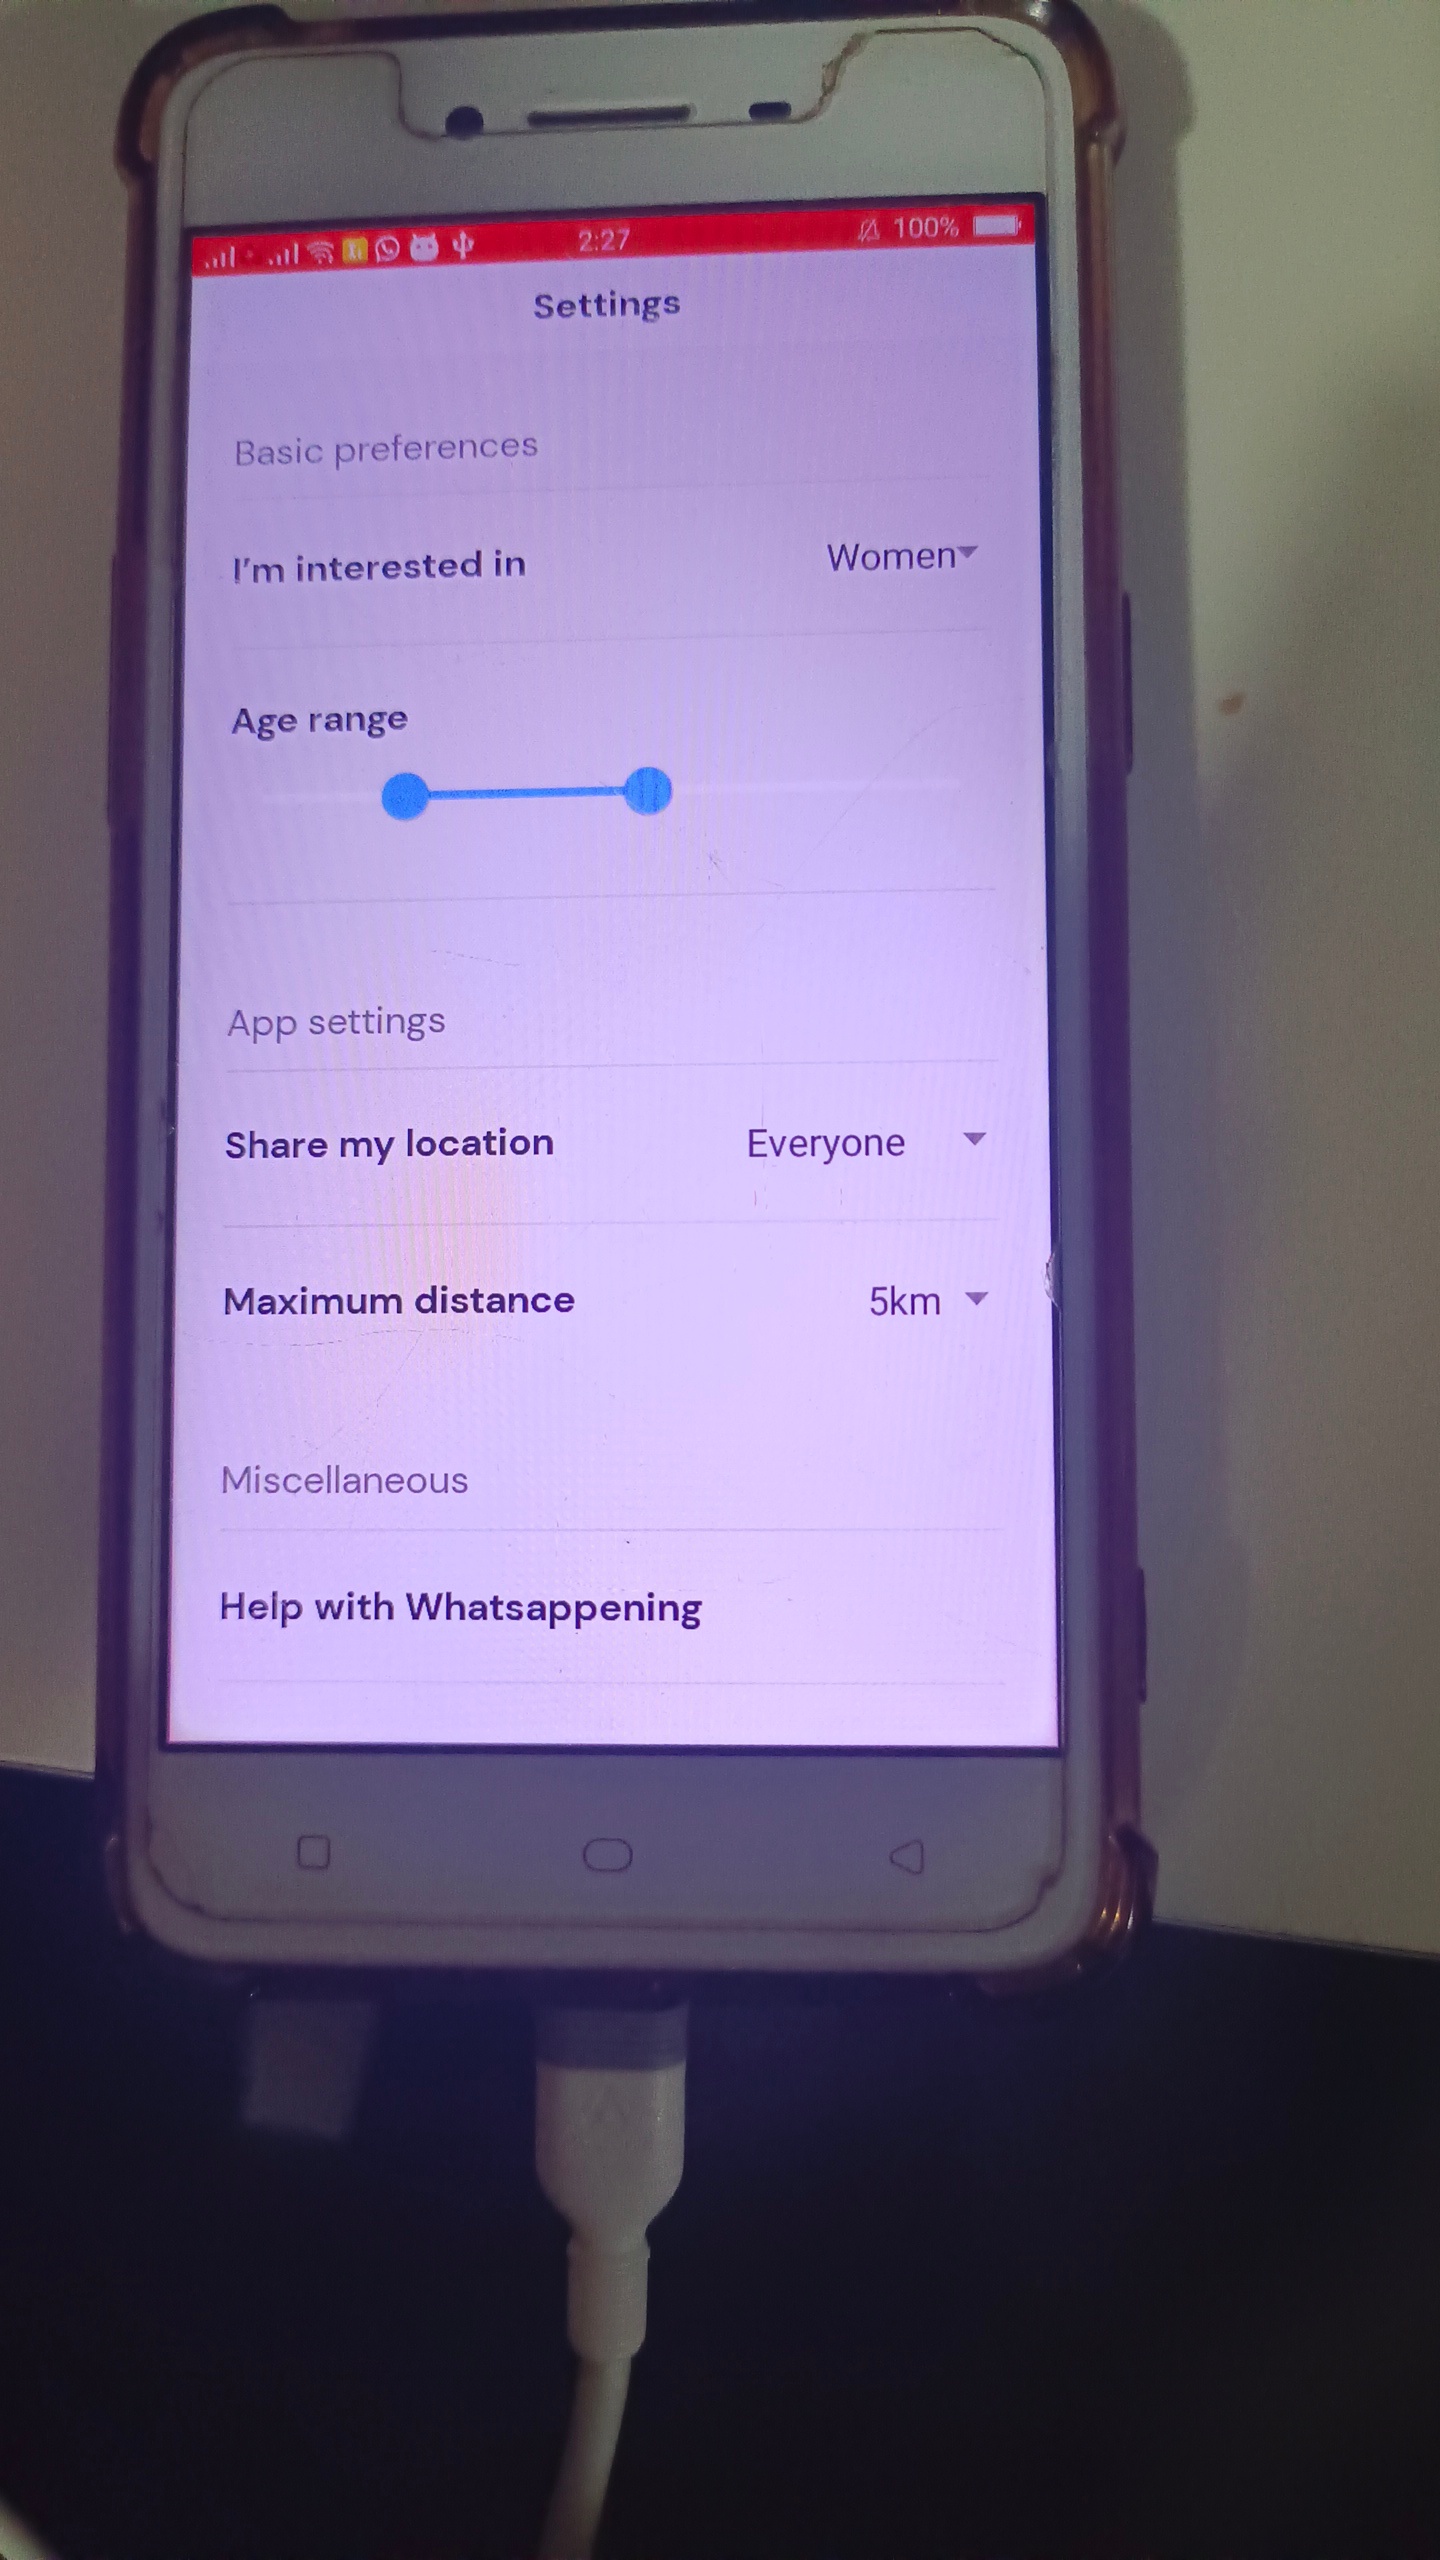 2:27
100%
Settings
Basic preferences
I'm interested in Women
Age range
App settings
Share my location Everyone
Maximum distance 5km
Miscellaneous
Help with Whatsappening